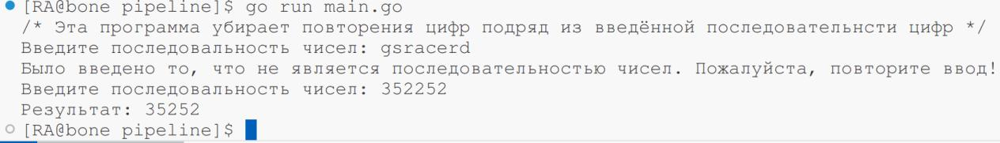 [RA@bone pipeline]$ go run main.go
/* Эта программа убирает повторения цифр подряд из введённой последовательнсти цифр */
Введите последовальность чисел: gsracerd
Было введено то, что не является последовательностью чисел. Пожалуйста, повторите ввод!
Введите последовальность чисел: 352252
Результат: 35252
[RA@bone pipeline]$